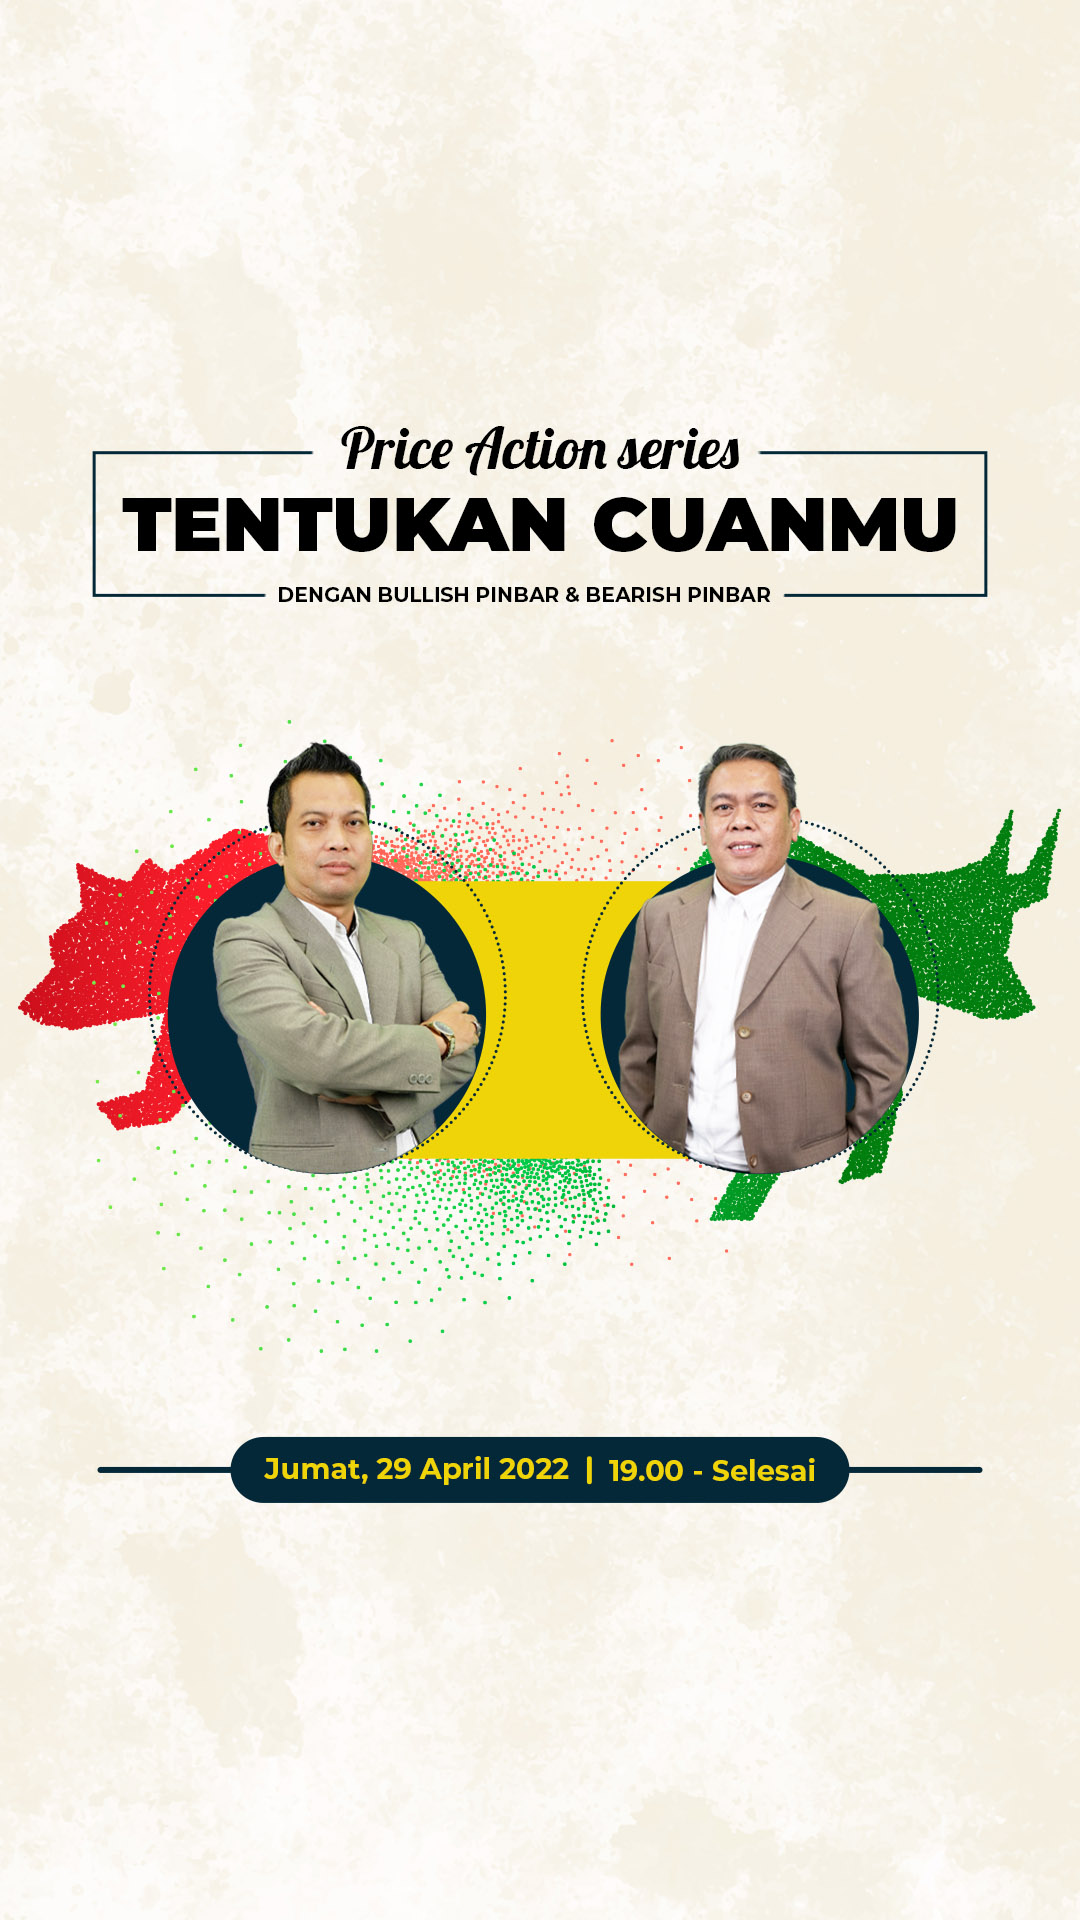 Price Action series
TENTUKAN CUANMU
DENGAN BULLISH PINBAR & BEARISH PINBAR
Jumat, 29 April 2022 | 19.00 - Selesai